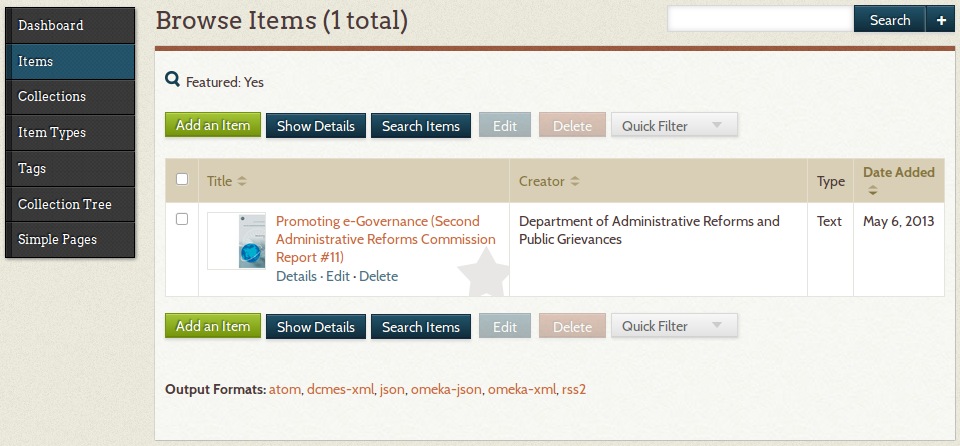 Dashboard
Items
Collections
Item Types
Tags
Collection Tree
Simple Pages
Browse Items (1 total)
Search +
Featured: Yes
Add an Item Show Details Search Items Edit Delete Quick Filter
Title Creator Type Date Added
Promoting e-Governance (Second Department of Administrative Reforms and Text May 6, 2013
Administrative Reforms Commission Public Grievances
Report #11)
Details · Edit · Delete
Add an Item Show Details Search Items Edit Delete Quick Filter
Output Formats: atom, dcmes-xml, json, omeka-json, omeka-xml, rss2